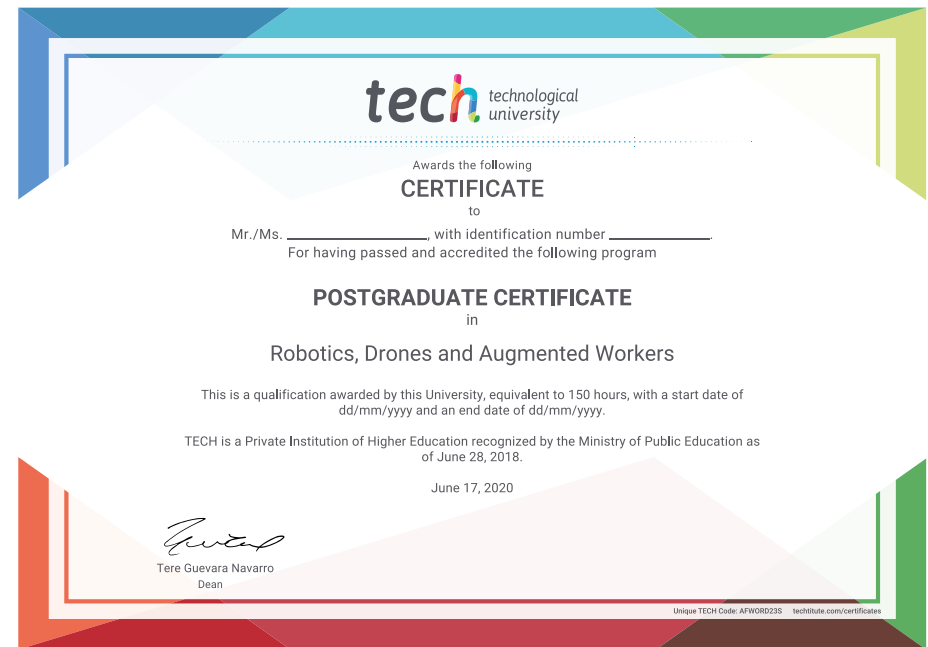 tech technological
university
Awards the following
CERTIFICATE
to
Mr./Ms. ____________________, with identification number ______________.
For having passed and accredited the following program
POSTGRADUATE CERTIFICATE
in
Robotics, Drones and Augmented Workers
This is a qualification awarded by this University, equivalent to 150 hours, with a start date of
dd/mm/yyyy and an end date of dd/mm/yyyy.
TECH is a Private Institution of Higher Education recognized by the Ministry of Public Education as
of June 28, 2018.
June 17, 2020
Tere Guevara Navarro
Dean
Unique TECH Code: AFWORD23S techtitute.com/certificates